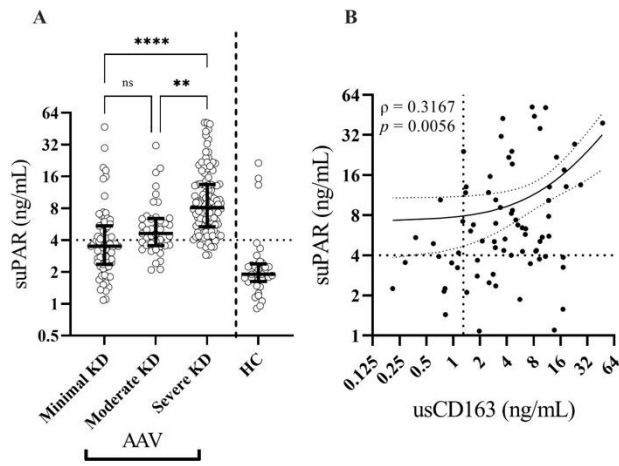 A
****
ns
**
suPAR (ng/mL)
64
32
16
8
4
2
1
0.5
Minimal KD
Moderate KD
Severe KD
HC
AAV
B
ρ = 0.3167
p = 0.0056
suPAR (ng/mL)
64
32
16
8
4
2
1
0.125
0.25
0.5
1
2
4
8
16
32
64
usCD163 (ng/mL)